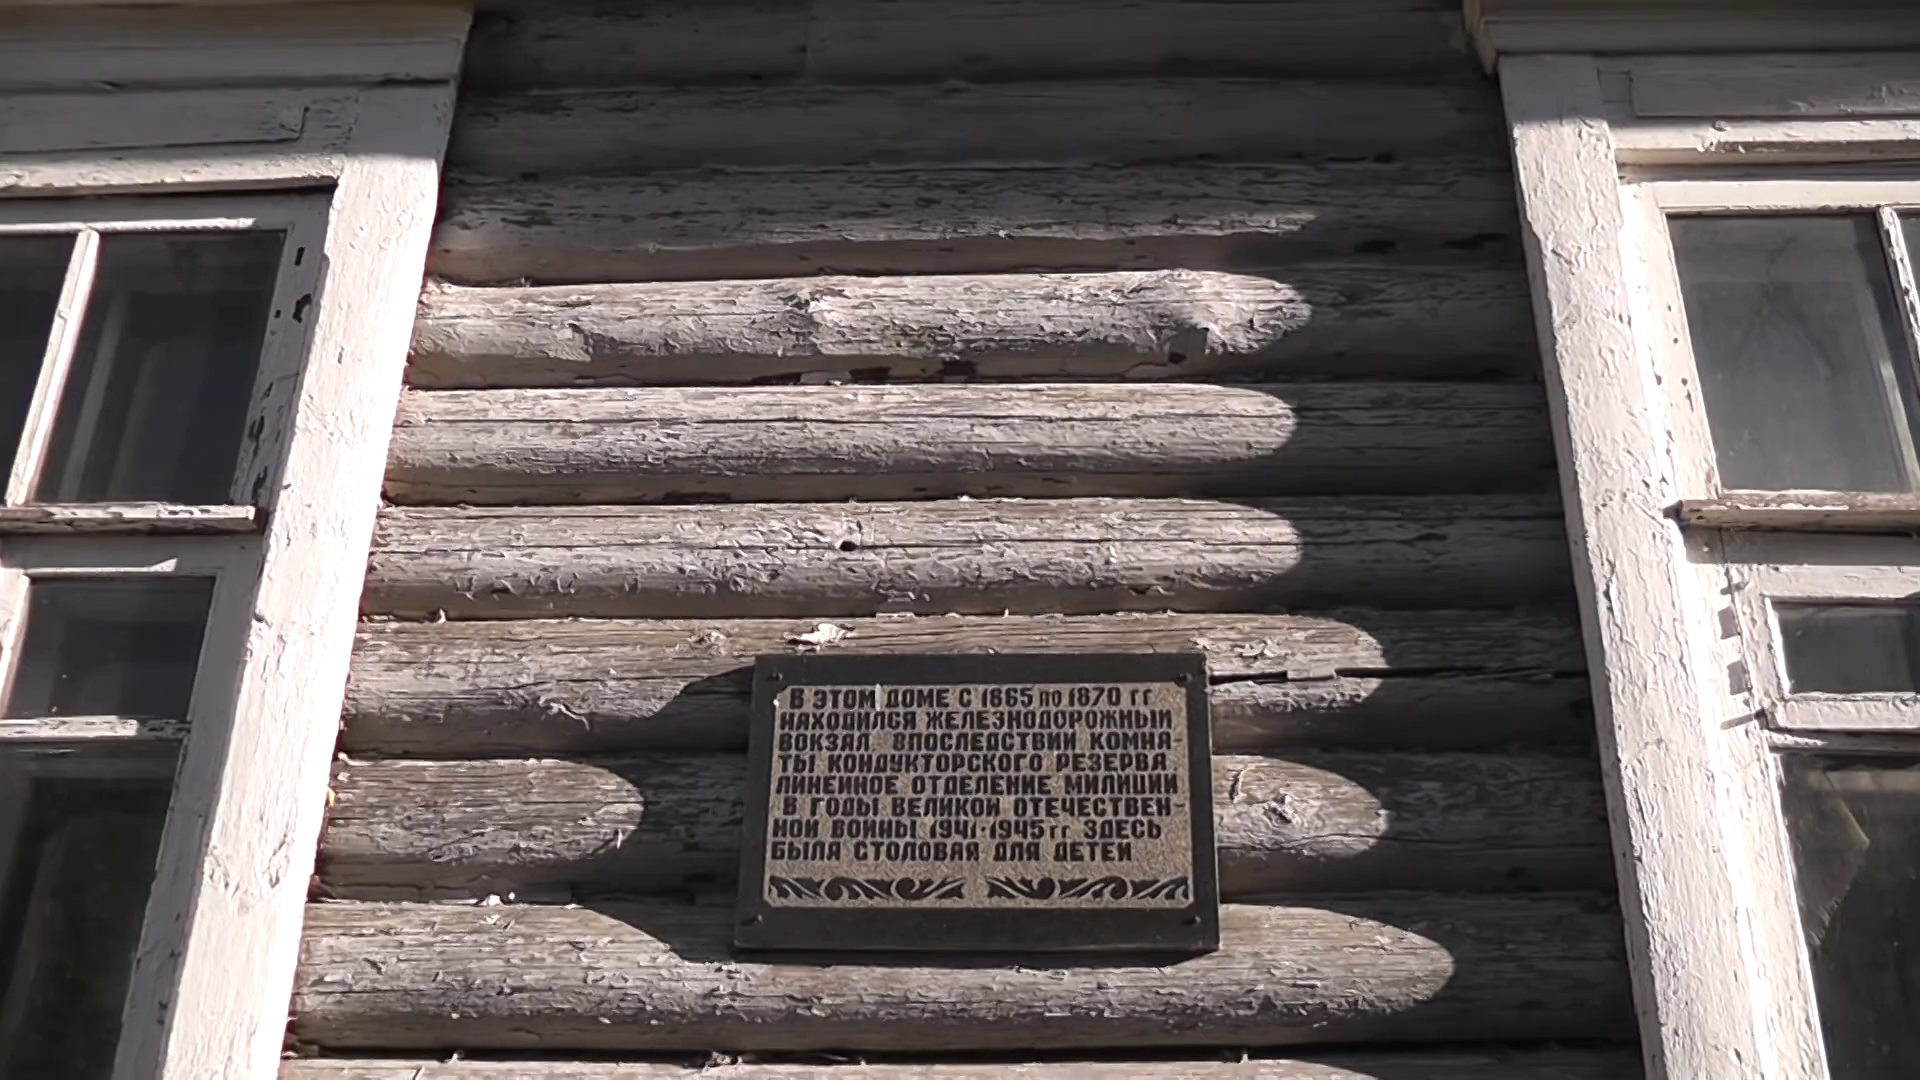 В ЭТОМ ДОМЕ С 1865 ПО 1870 ГГ
НАХОДИЛСЯ ЖЕЛЕЗНОДОРОЖНЫЙ
ВОКЗАЛ. ВПОСЛЕДСТВИИ КОМНА-
ТЫ КОНДУКТОРСКОГО РЕЗЕРВА
ЛИНЕЙНОЕ ОТДЕЛЕНИЕ МИЛИЦИИ
В ГОДЫ ВЕЛИКОЙ ОТЕЧЕСТВЕН-
НОЙ ВОЙНЫ 1941-1945 ГГ ЗДЕСЬ
БЫЛА СТОЛОВАЯ ДЛЯ ДЕТЕЙ